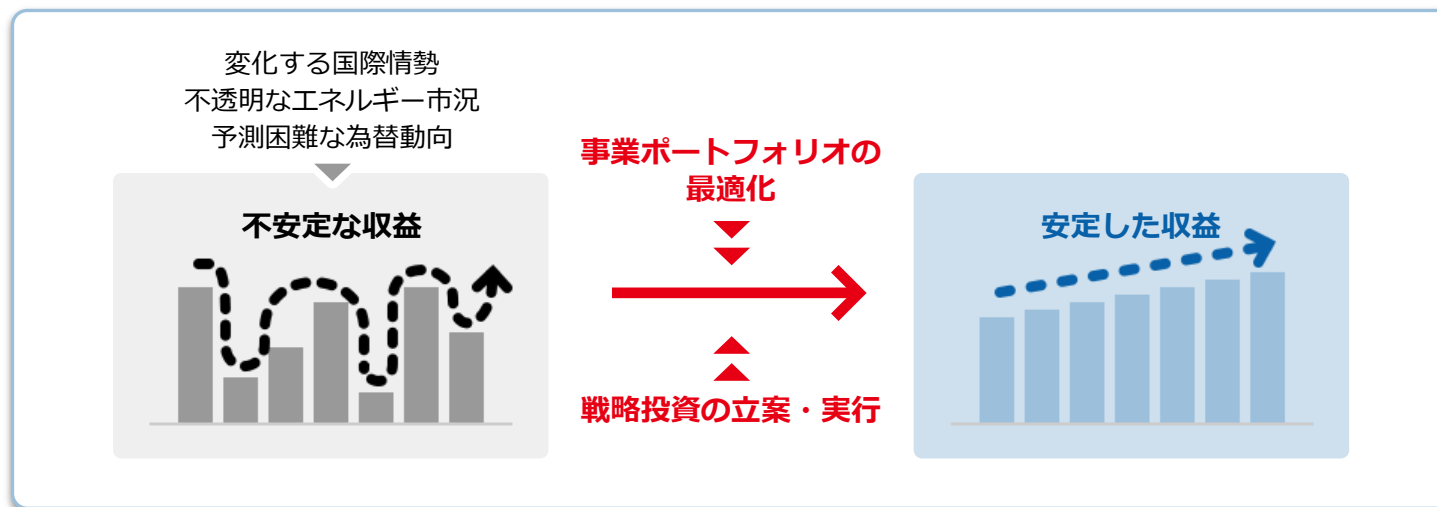 変化する国際情勢
不透明なエネルギー市況
予測困難な為替動向
不安定な収益
事業ポートフォリオの
最適化
戦略投資の立案・実行
安定した収益